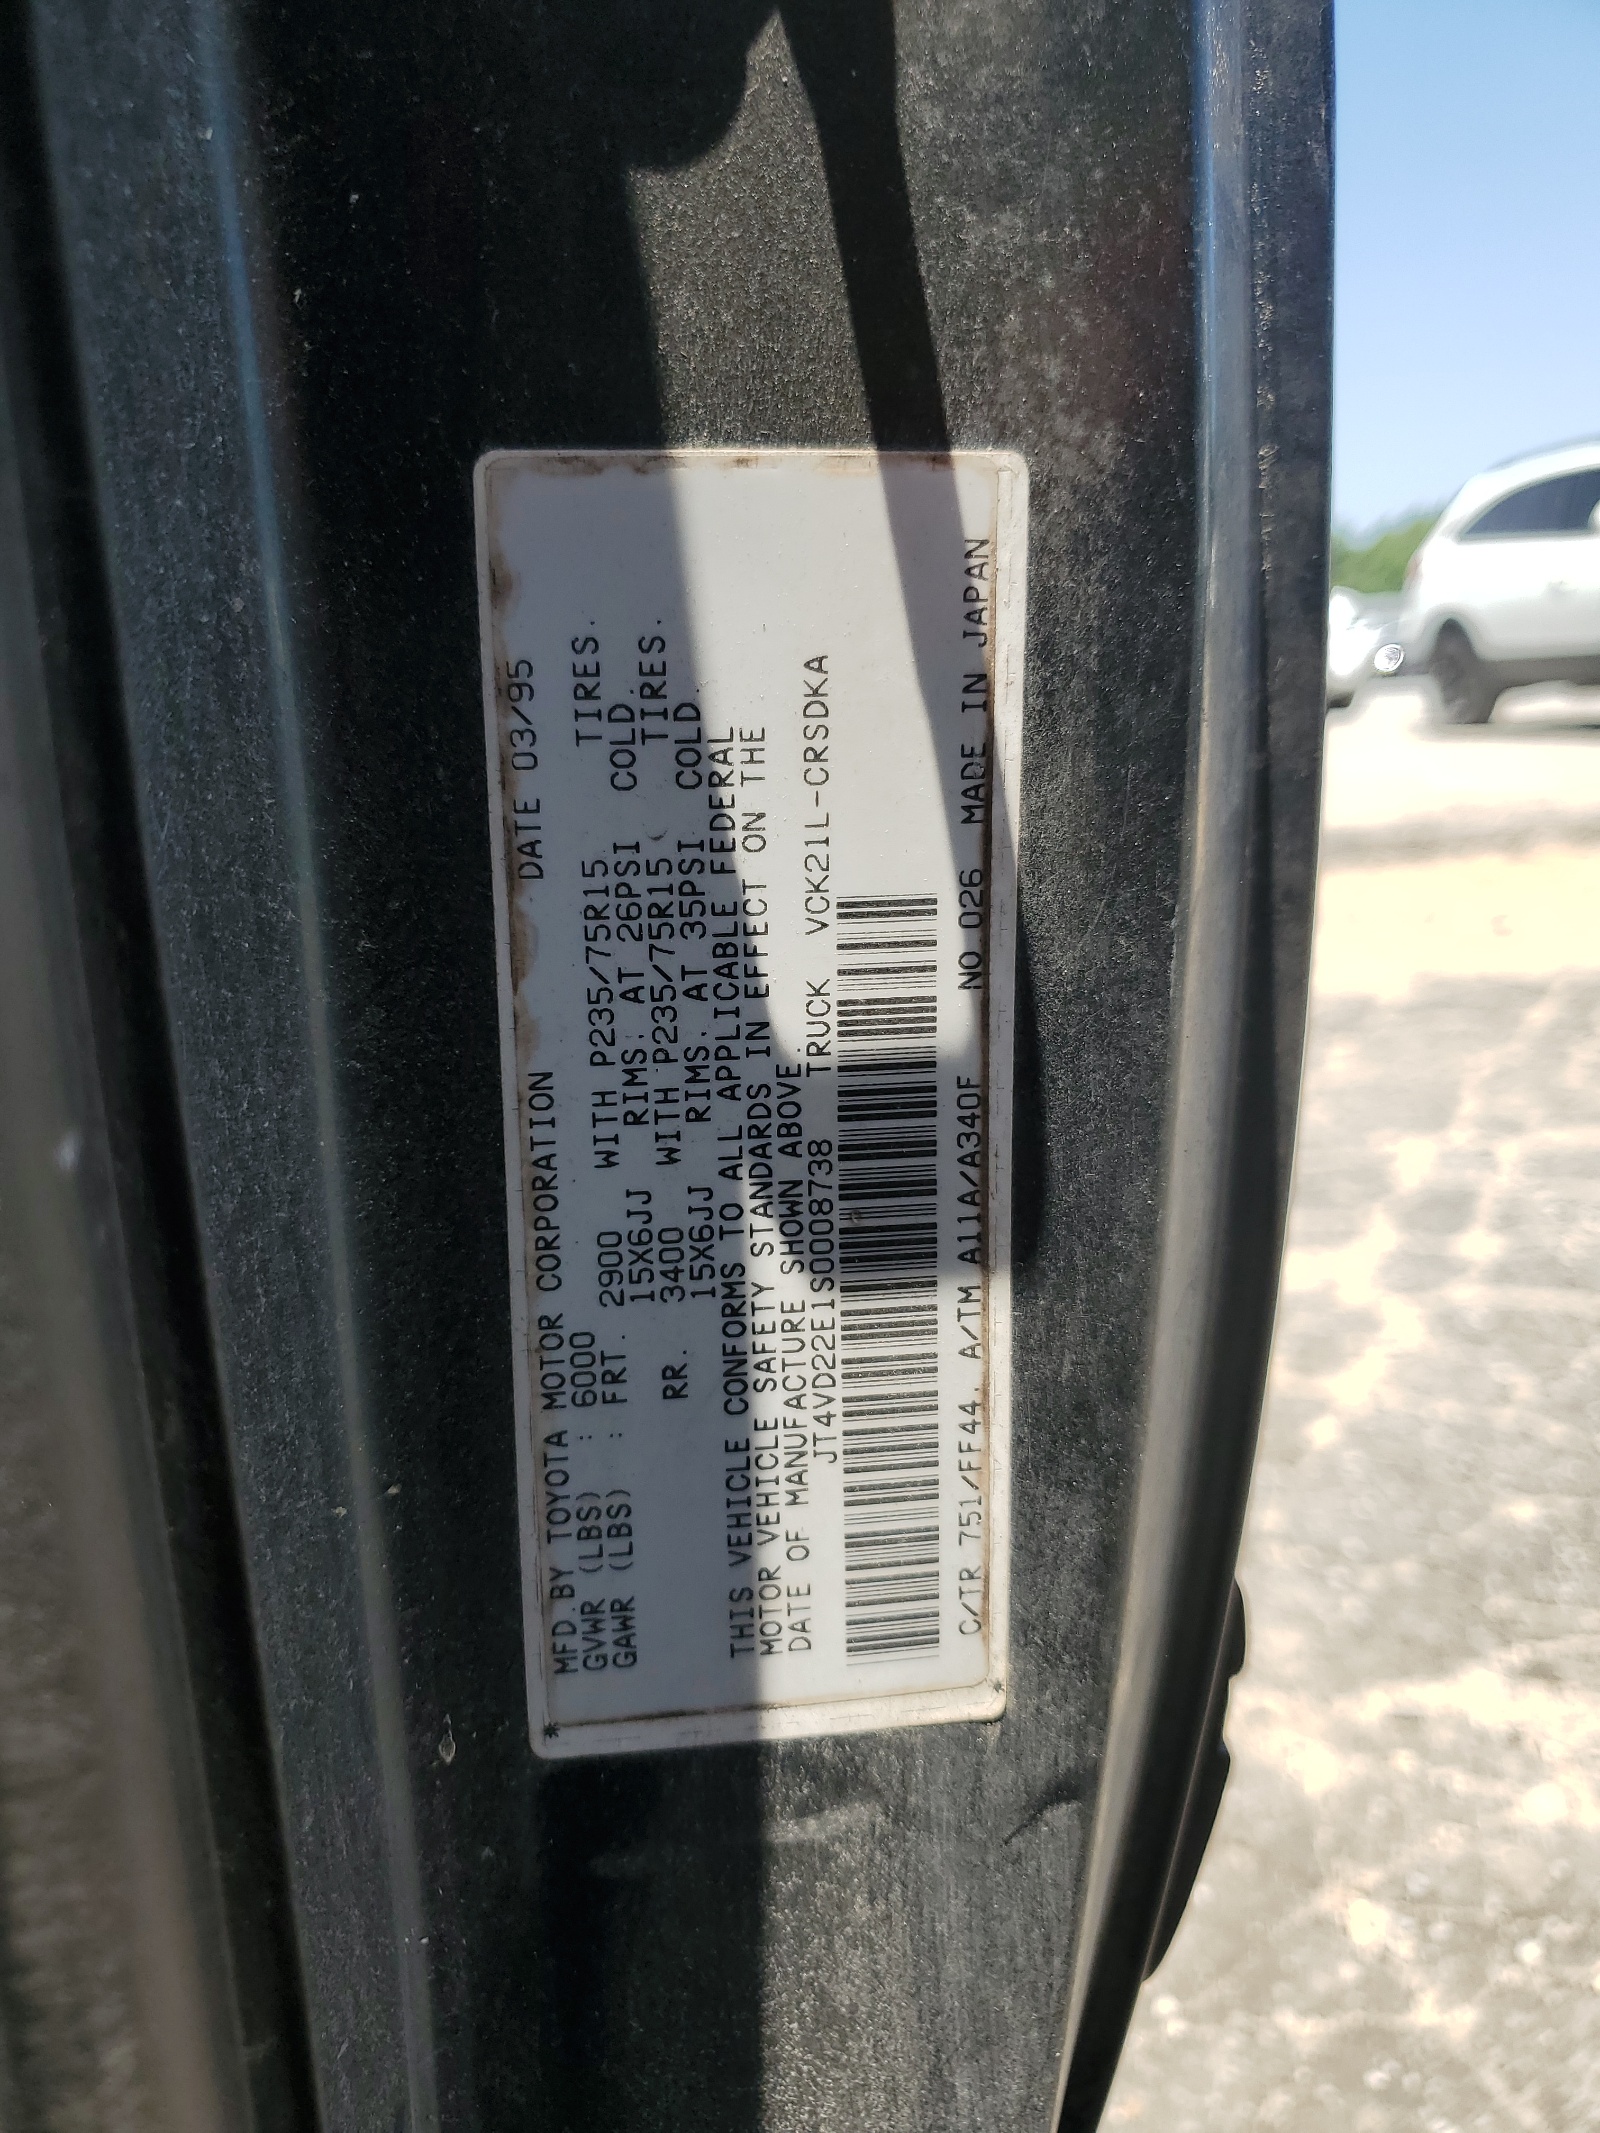 MFD. BY TOYOTA MOTOR CORPORATION DATE 03/95
GVWR (LBS) : 6000
GAWR (LBS) : FRT. 2900 WITH P235/75R15 TIRES.
15X6JJ RIMS. AT 26PSI COLD.
RR. 3400 WITH P235/75R15 TIRES.
15X6JJ RIMS. AT 35PSI COLD.
THIS VEHICLE CONFORMS TO ALL APPLICABLE FEDERAL
MOTOR VEHICLE SAFETY STANDARDS IN EFFECT ON THE
DATE OF MANUFACTURE SHOWN ABOVE.
JT4VD22E1S0008738 TRUCK VCK21L-CRSDKA
C/TR 751/FF44. A/TM A11A/A340F NO 026 MADE IN JAPAN